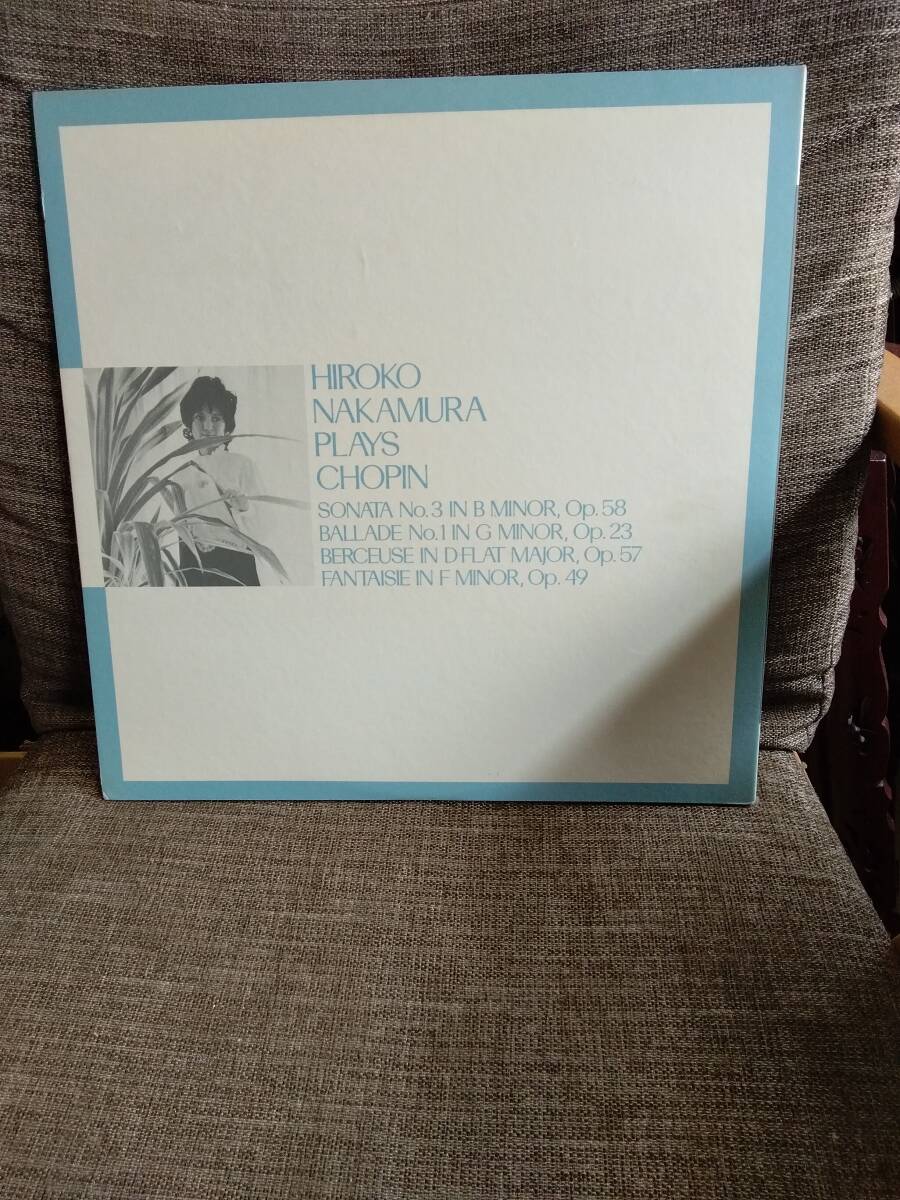 HIROKO
NAKAMURA
PLAYS
CHOPIN
SONATA No. 3 IN B MINOR, Op. 58
BALLADE No. 1 IN G MINOR, Op. 23
BERCEUSE IN D-FLAT MAJOR, Op. 57
FANTAISIE IN F MINOR, Op. 49